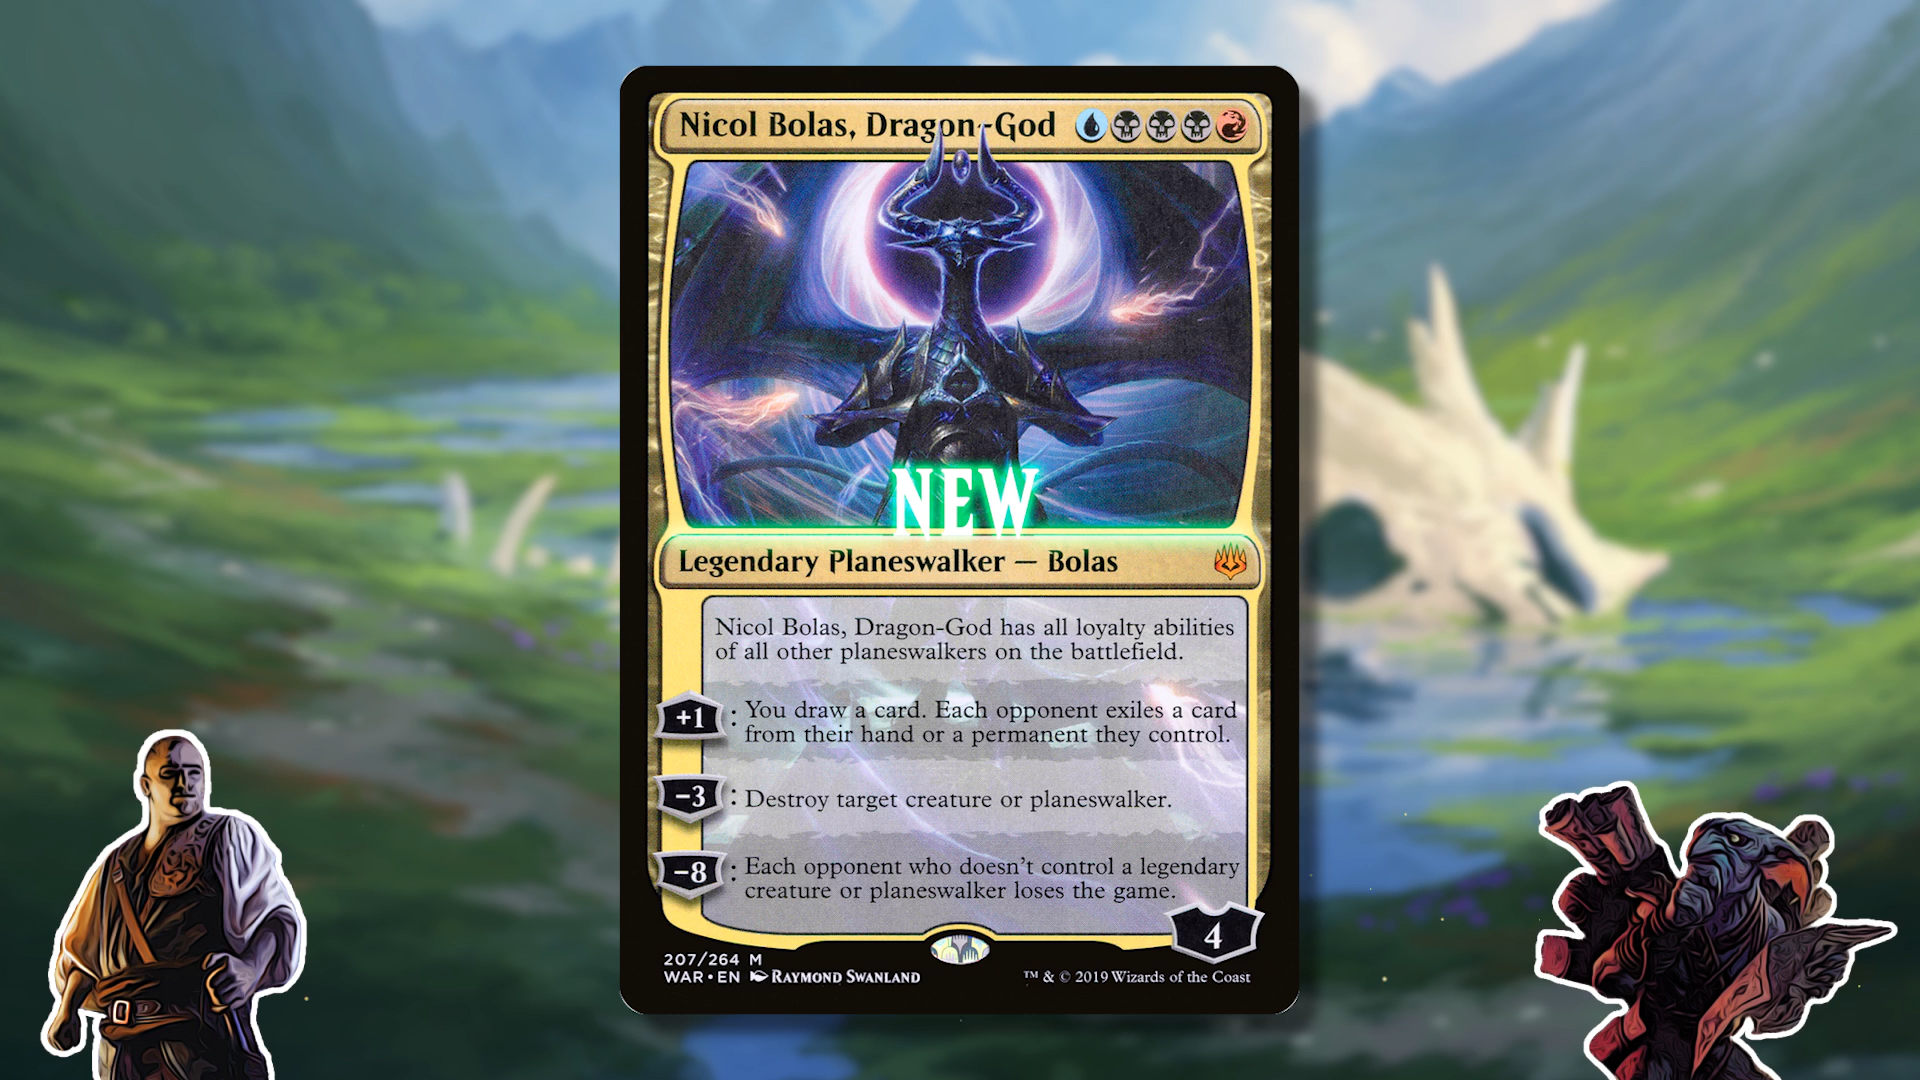 Nicol Bolas, Dragon-God
NEW
Legendary Planeswalker — Bolas
Nicol Bolas, Dragon-God has all loyalty abilities
of all other planeswalkers on the battlefield.
+1 : You draw a card. Each opponent exiles a card
from their hand or a permanent they control.
−3 : Destroy target creature or planeswalker.
−8 : Each opponent who doesn't control a legendary
creature or planeswalker loses the game.
4
207/264 M
WAR • EN RAYMOND SWANLAND
™ & © 2019 Wizards of the Coast